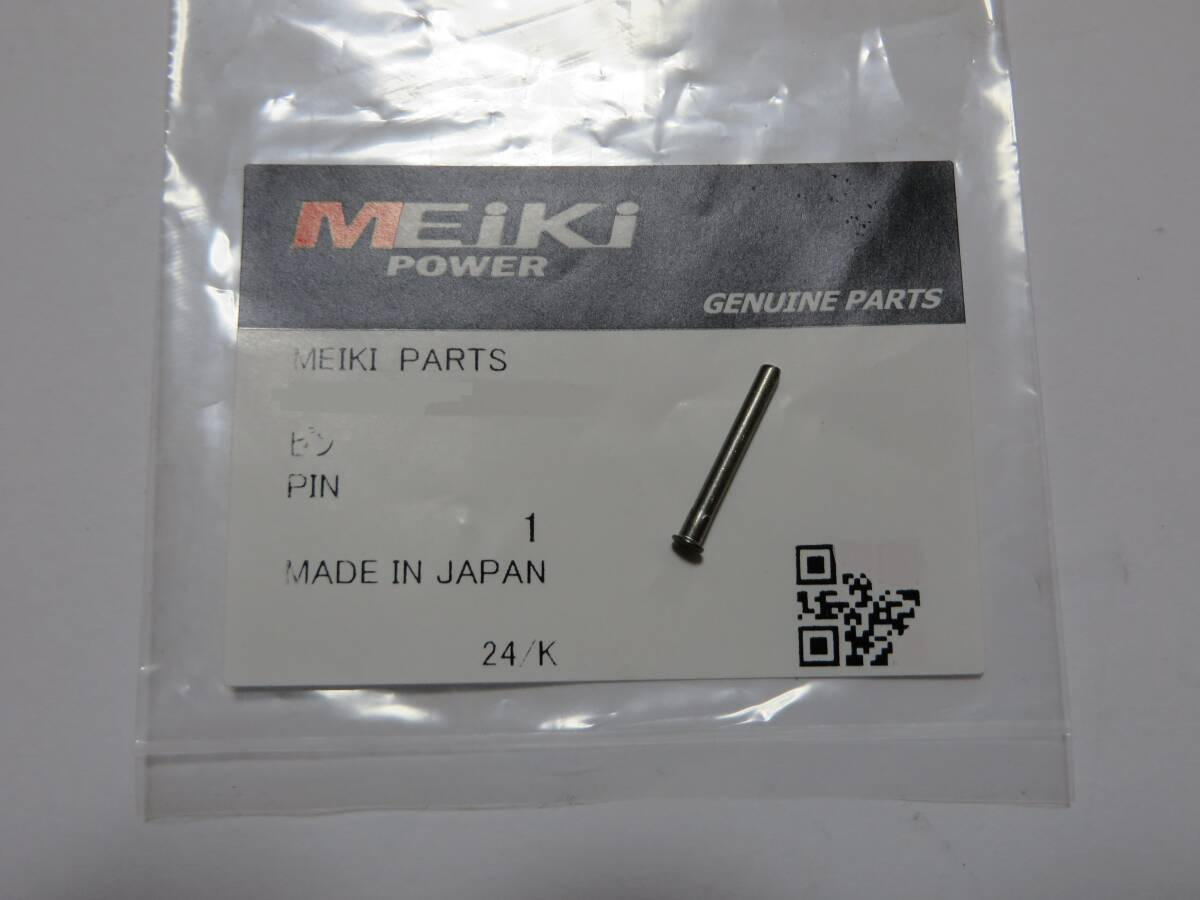 MEiKi
POWER
GENUINE PARTS
MEIKI PARTS
ピン
PIN
1
MADE IN JAPAN
24/K